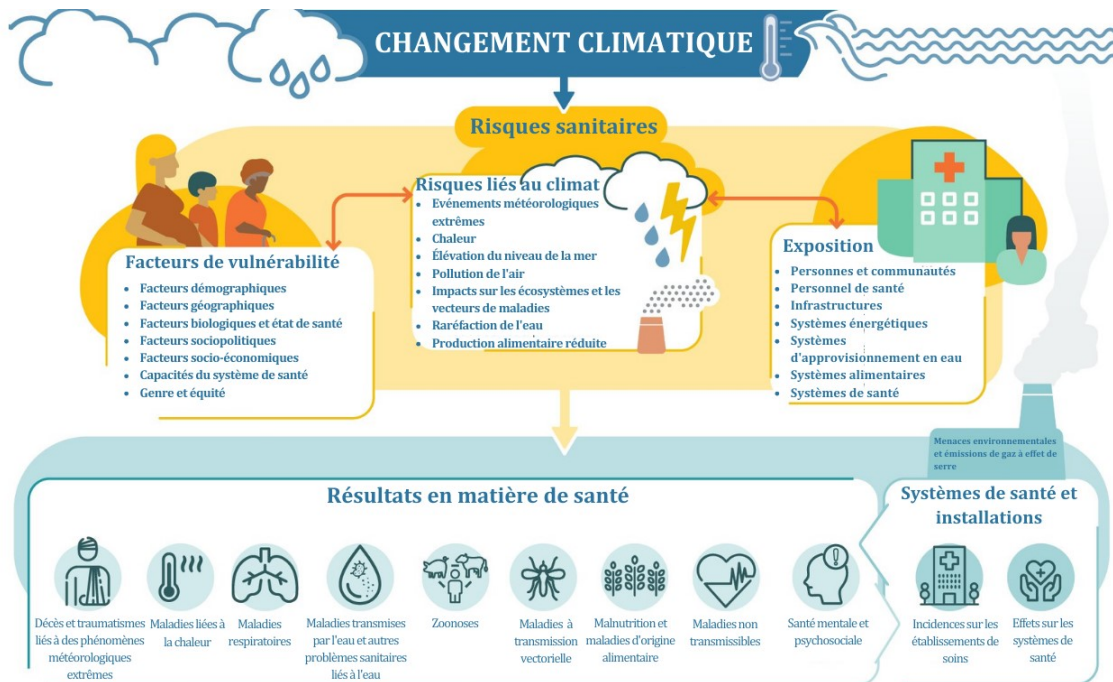 CHANGEMENT CLIMATIQUE
Risques sanitaires
Facteurs de vulnérabilité
Facteurs démographiques
Facteurs géographiques
Facteurs biologiques et état de santé
Facteurs sociopolitiques
Facteurs socio-économiques
Capacités du système de santé
Genre et équité
Risques liés au climat
Evénements météorologiques
extrêmes
Chaleur
Élévation du niveau de la mer
Pollution de l'air
Impacts sur les écosystèmes et les
vecteurs de maladies
Raréfaction de l'eau
Production alimentaire réduite
Exposition
Personnes et communautés
Personnel de santé
Infrastructures
Systèmes énergétiques
Systèmes
d'approvisionnement en eau
Systèmes alimentaires
Systèmes de santé
Menaces environnementales
et émissions de gaz à effet de
serre
Résultats en matière de santé
Décès et traumatismes
liés à des phénomènes
météorologiques
extrêmes
Maladies liées à
la chaleur
Maladies
respiratoires
Maladies transmises
par l'eau et autres
problèmes sanitaires
liés à l'eau
Zoonoses
Maladies à
transmission
vectorielle
Malnutrition et
maladies d'origine
alimentaire
Maladies non
transmissibles
Santé mentale et
psychosociale
Systèmes de santé et
installations
Incidences sur les
établissements de
soins
Effets sur les
systèmes de
santé